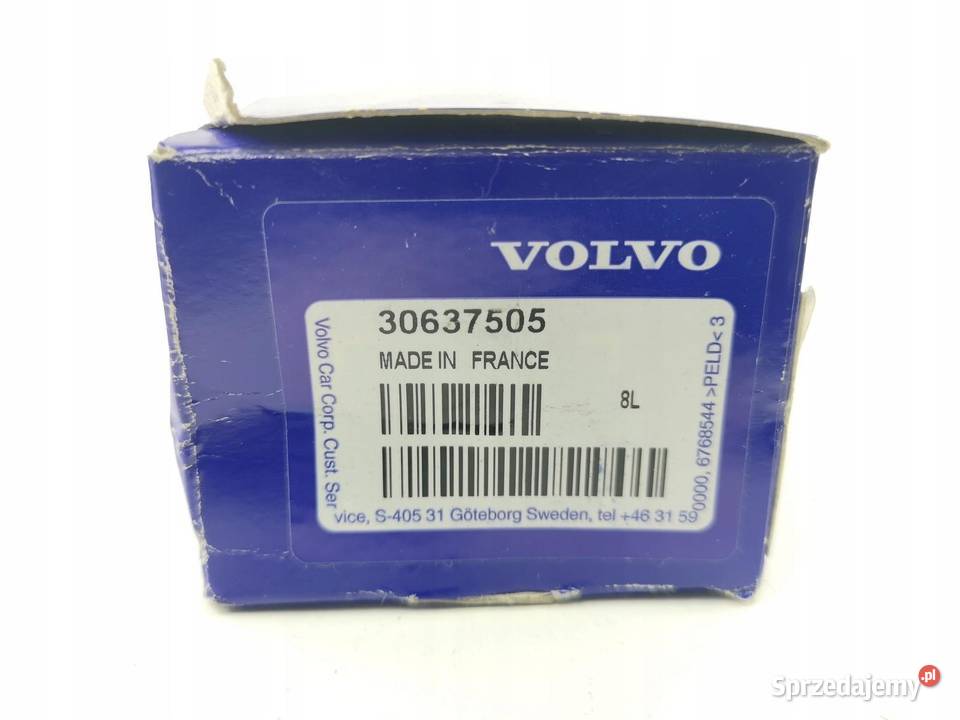 VOLVO
30637505
MADE IN FRANCE
8L
Volvo Car Corp. Cust. Ser
vice, S-405 31 Göteborg Sweden, tel +46 31 59
0000, 6768544 >PELD< 3
Sprzedajemy.pl